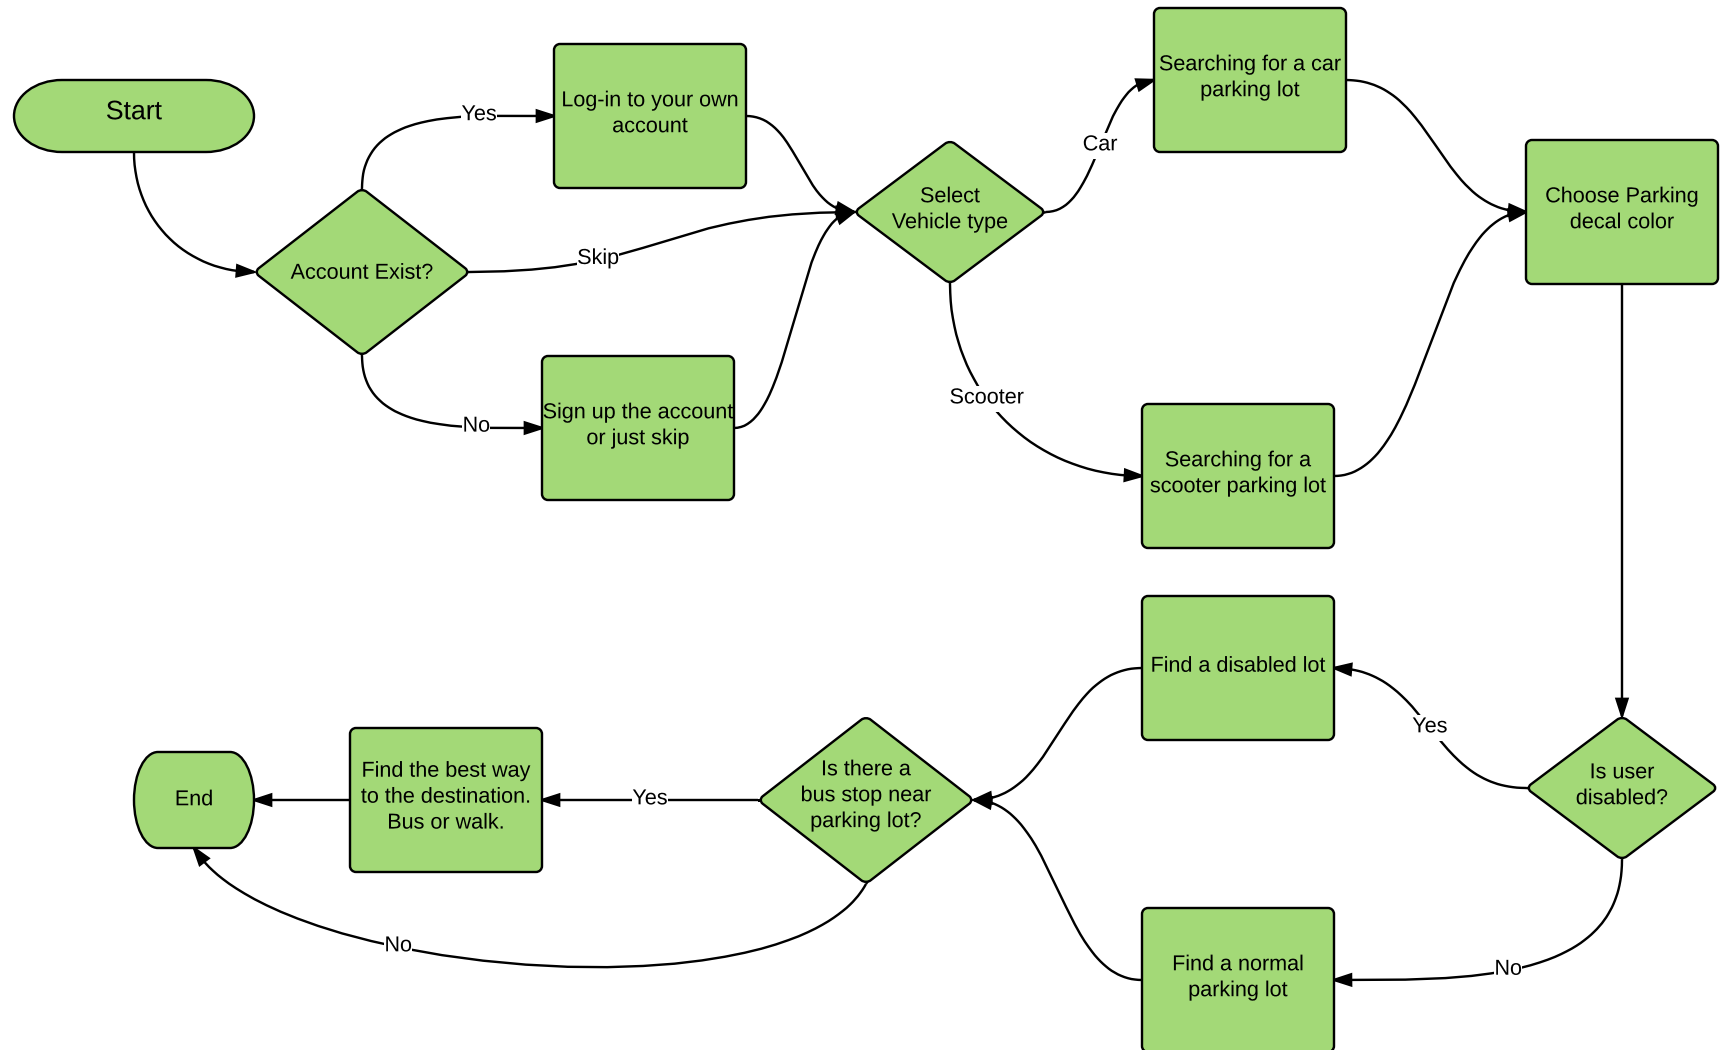 Start
Account Exist?
Yes
Log-in to your own
account
Skip
No
Sign up the account
or just skip
Select
Vehicle type
Car
Searching for a car
parking lot
Scooter
Searching for a
scooter parking lot
Choose Parking
decal color
Is user
disabled?
Yes
Find a disabled lot
No
Find a normal
parking lot
Is there a
bus stop near
parking lot?
Yes
Find the best way
to the destination.
Bus or walk.
No
End